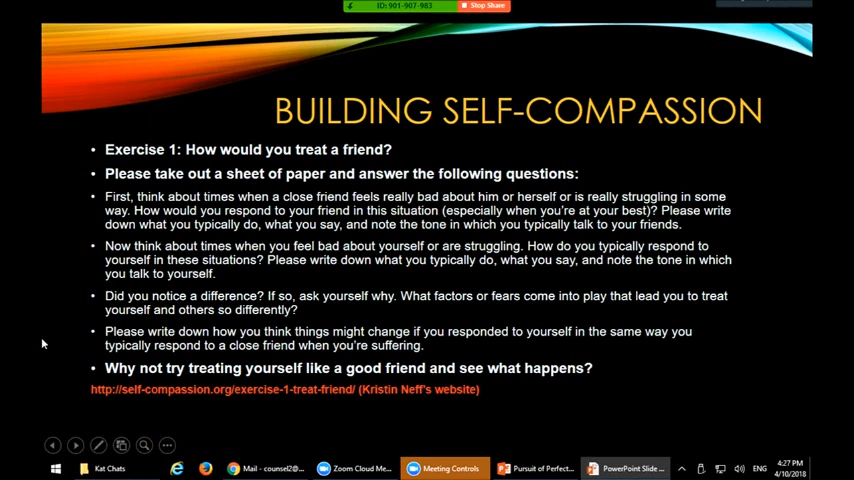 ID: 901-907-983
Stop Share
BUILDING SELF-COMPASSION
• Exercise 1: How would you treat a friend?
• Please take out a sheet of paper and answer the following questions:
• First, think about times when a close friend feels really bad about him or herself or is really struggling in some
way. How would you respond to your friend in this situation (especially when you're at your best)? Please write
down what you typically do, what you say, and note the tone in which you typically talk to your friends.
• Now think about times when you feel bad about yourself or are struggling. How do you typically respond to
yourself in these situations? Please write down what you typically do, what you say, and note the tone in which
you talk to yourself.
• Did you notice a difference? If so, ask yourself why. What factors or fears come into play that lead you to treat
yourself and others so differently?
• Please write down how you think things might change if you responded to yourself in the same way you
typically respond to a close friend when you're suffering.
• Why not try treating yourself like a good friend and see what happens?
http://self-compassion.org/exercise-1-treat-friend/ (Kristin Neff's website)
Kat Chats
Mail - counsel2@...
Zoom Cloud Me...
Meeting Controls
Pursuit of Perfect...
PowerPoint Slide ...
ENG
4:27 PM
4/10/2018